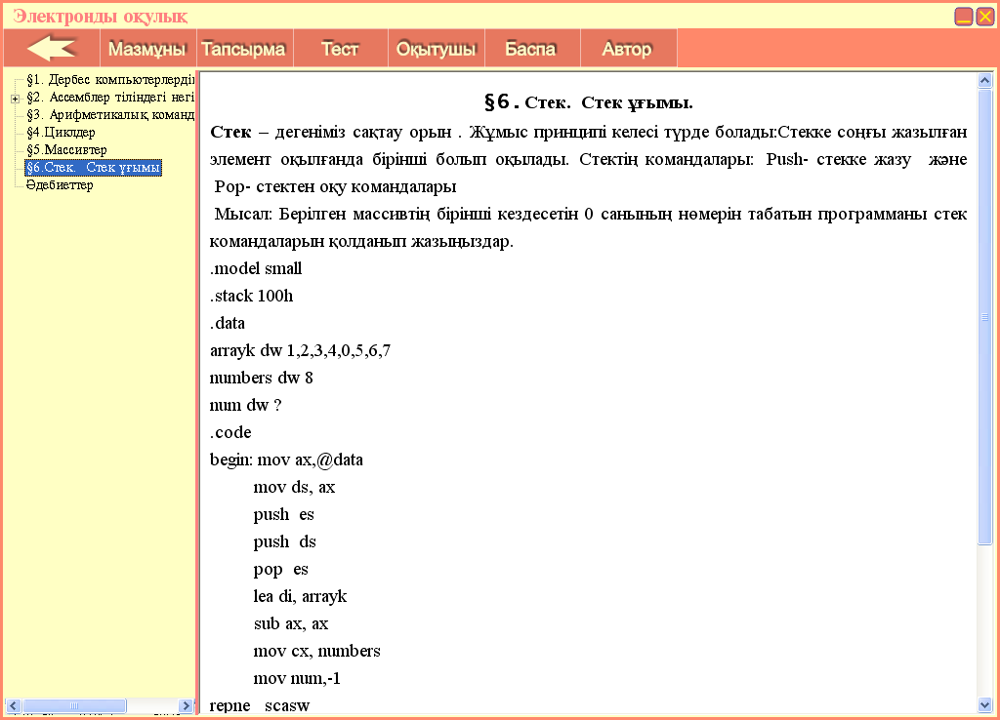 Электронды оқулық
Мазмұны Тапсырма Тест Оқытушы Баспа Автор
§1. Дербес компьютерлердің
§2. Ассемблер тіліндегі негі
§3. Арифметикалық команд
§4.Циклдер
§5.Массивтер
§6.Стек. Стек ұғымы
Әдебиеттер
§6.Стек. Стек ұғымы.
Стек – дегеніміз сақтау орын . Жұмыс принципі келесі түрде болады:Стекке соңғы жазылған
элемент оқылғанда бірінші болып оқылады. Стектің командалары: Push- стекке жазу және
Pop- стектен оқу командалары
Мысал: Берілген массивтің бірінші кездесетін 0 санының нөмерін табатын программаны стек
командаларын қолданып жазыңыздар.
.model small
.stack 100h
.data
arrayk dw 1,2,3,4,0,5,6,7
numbers dw 8
num dw ?
.code
begin: mov ax,@data
mov ds, ax
push es
push ds
pop es
lea di, arrayk
sub ax, ax
mov cx, numbers
mov num,-1
repne scasw